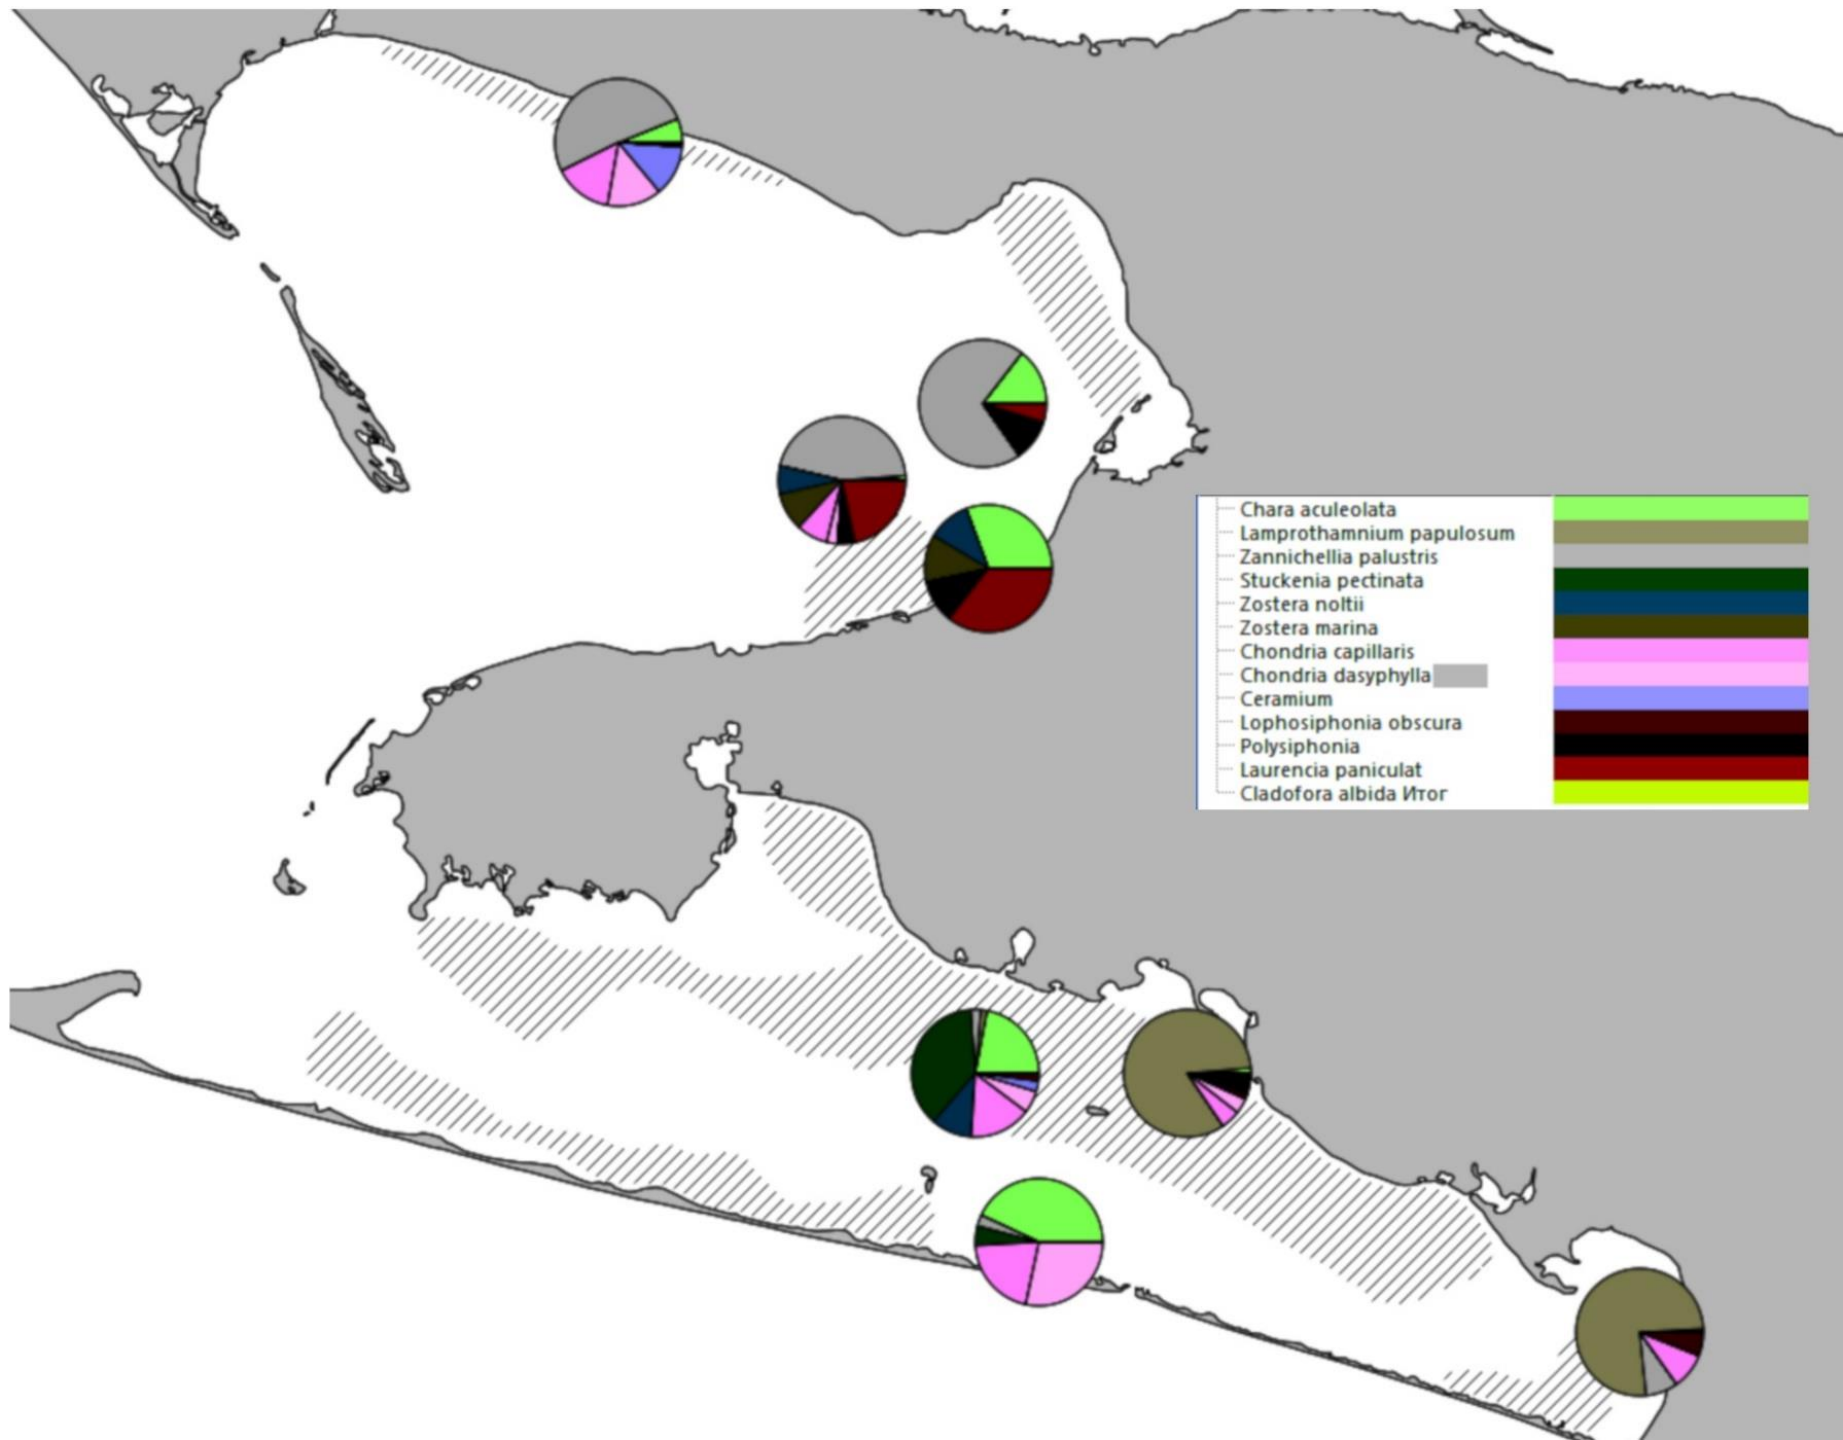 Chara aculeolata
Lamprothamnium papulosum
Zannichellia palustris
Stuckenia pectinata
Zostera noltii
Zostera marina
Chondria capillaris
Chondria dasyphylla
Ceramium
Lophosiphonia obscura
Polysiphonia
Laurencia paniculat
Cladofora albida Итог